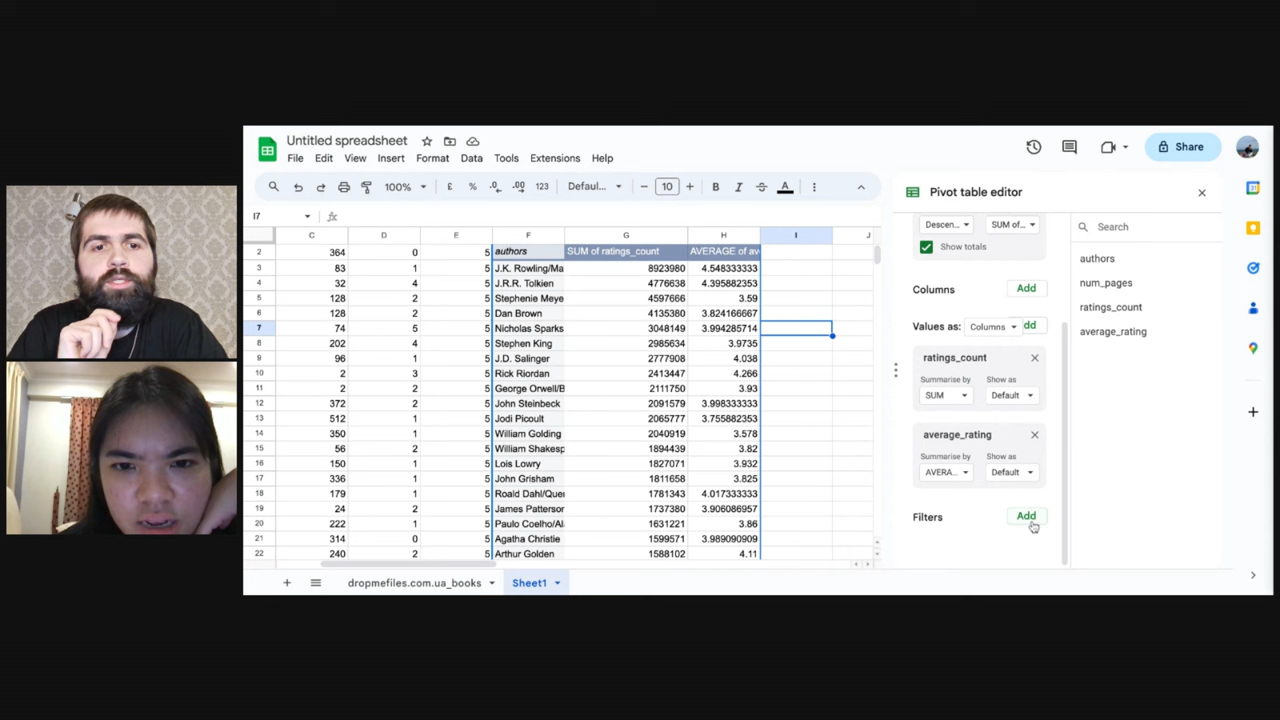 Untitled spreadsheet
File Edit View Insert Format Data Tools Extensions Help
Share
100% £ % .0 .00 123 Defaul... 10 B I S A
I7 fx
C D E F G H I J
2 364 0 5 authors SUM of ratings_count AVERAGE of av
3 83 1 5 J.K. Rowling/Ma 8923980 4.548333333
4 32 4 5 J.R.R. Tolkien 4776638 4.395882353
5 128 2 5 Stephenie Meye 4597666 3.59
6 128 2 5 Dan Brown 4135380 3.824166667
7 74 5 5 Nicholas Sparks 3048149 3.994285714
8 202 4 5 Stephen King 2985634 3.9735
9 96 1 5 J.D. Salinger 2777908 4.038
10 2 3 5 Rick Riordan 2413447 4.266
11 2 2 5 George Orwell/B 2111750 3.93
12 372 2 5 John Steinbeck 2091579 3.998333333
13 512 1 5 Jodi Picoult 2065777 3.755882353
14 350 1 5 William Golding 2040919 3.578
15 56 2 5 William Shakesp 1894439 3.82
16 150 1 5 Lois Lowry 1827071 3.932
17 336 1 5 John Grisham 1811658 3.825
18 179 1 5 Roald Dahl/Quer 1781343 4.017333333
19 24 2 5 James Patterson 1737380 3.906086957
20 222 1 5 Paulo Coelho/Al 1631221 3.86
21 314 0 5 Agatha Christie 1599571 3.989090909
22 240 2 5 Arthur Golden 1588102 4.11
dropmefiles.com.ua_books Sheet1
Pivot table editor
Descen... SUM of...
Show totals
Columns Add
Values as: Columns dd
ratings_count
Summarise by Show as
SUM Default
average_rating
Summarise by Show as
AVERA... Default
Filters Add
Search
authors
num_pages
ratings_count
average_rating